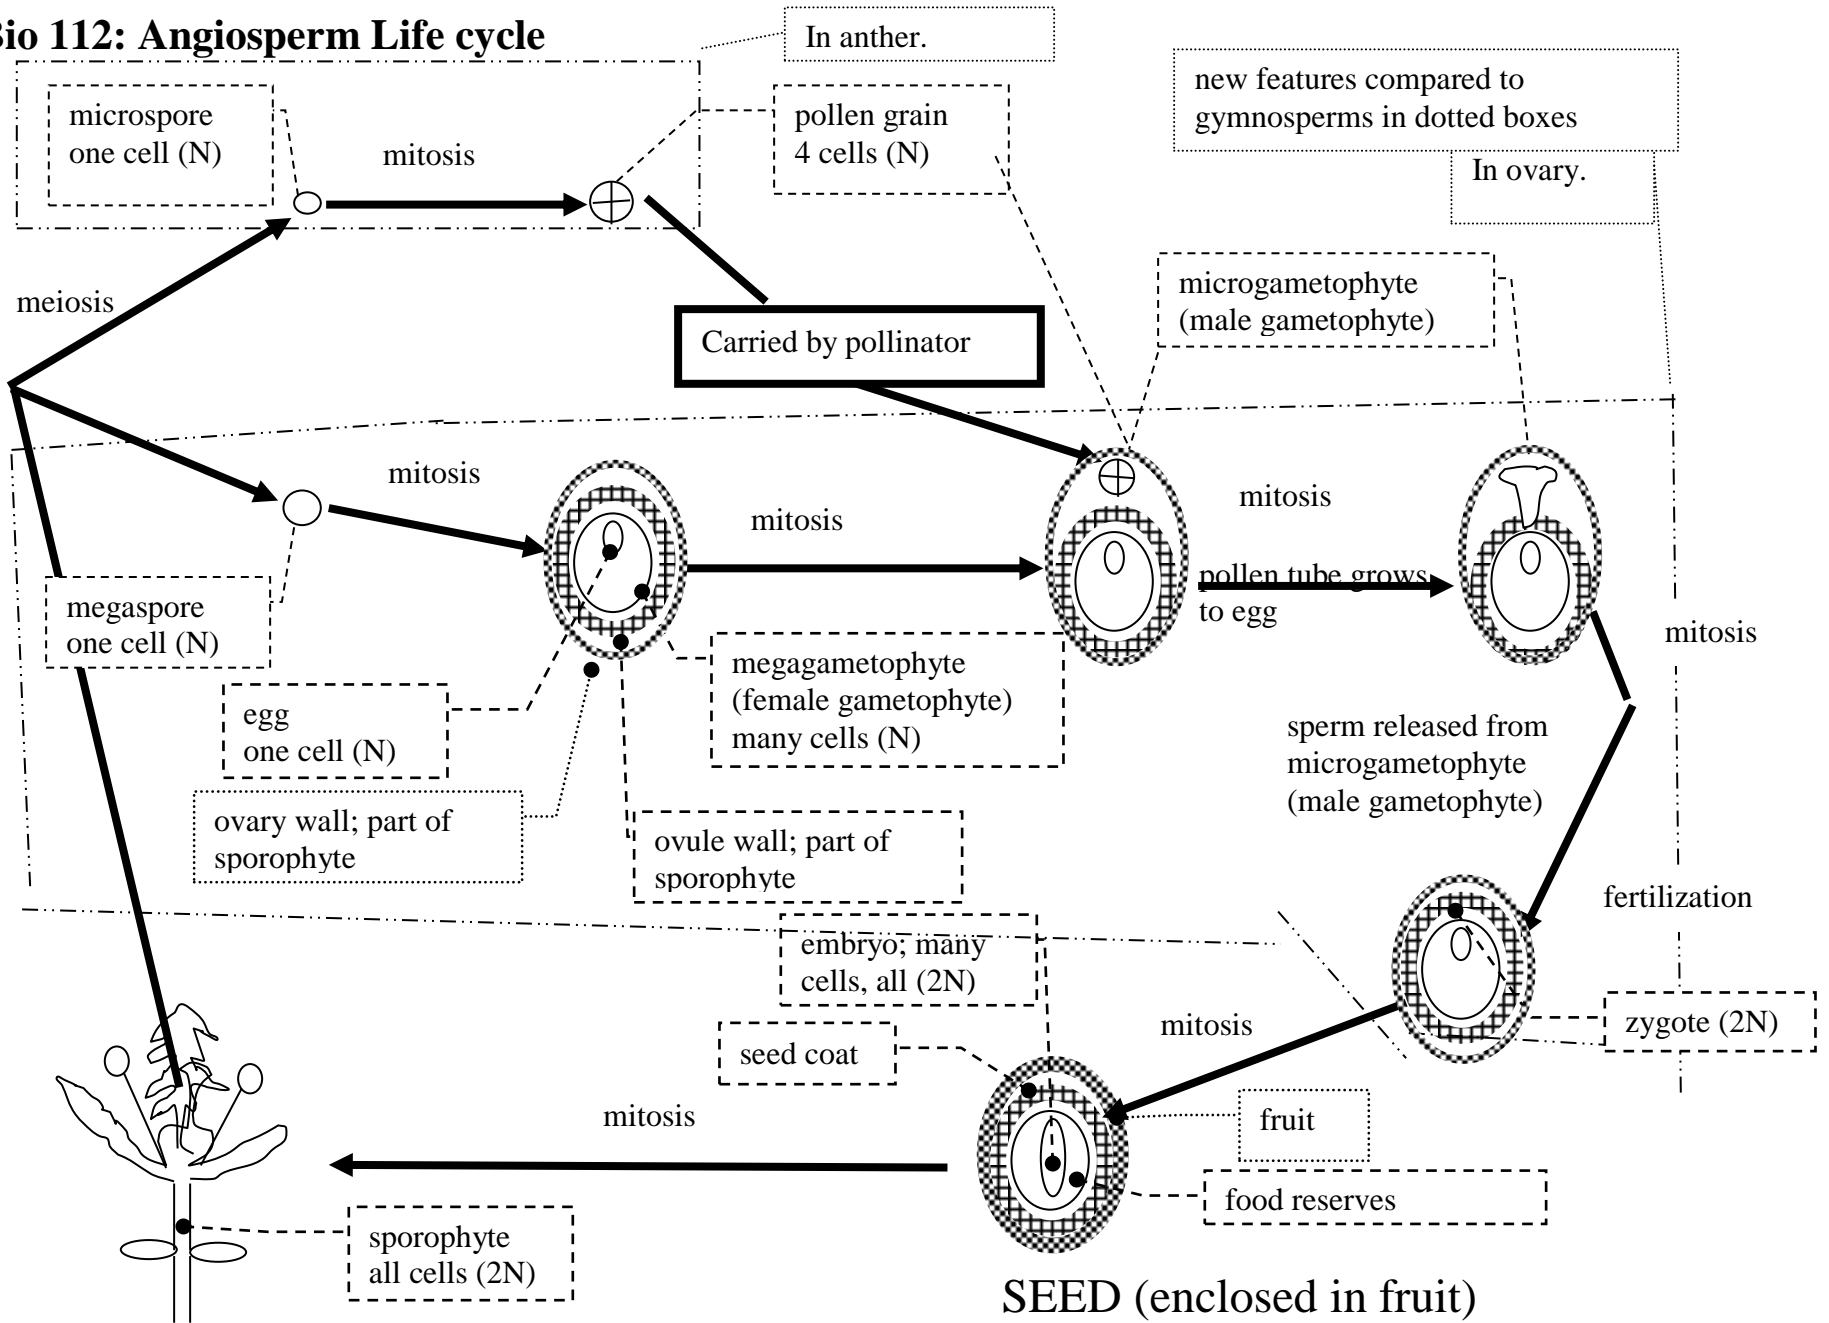 Bio 112: Angiosperm Life cycle
In anther.
new features compared to
gymnosperms in dotted boxes
In ovary.
microspore
one cell (N)
mitosis
pollen grain
4 cells (N)
meiosis
Carried by pollinator
microgametophyte
(male gametophyte)
mitosis
mitosis
mitosis
pollen tube grows
to egg
megaspore
one cell (N)
mitosis
egg
one cell (N)
megagametophyte
(female gametophyte)
many cells (N)
sperm released from
microgametophyte
(male gametophyte)
ovary wall; part of
sporophyte
ovule wall; part of
sporophyte
fertilization
embryo; many
cells, all (2N)
zygote (2N)
mitosis
seed coat
mitosis
fruit
food reserves
sporophyte
all cells (2N)
SEED (enclosed in fruit)